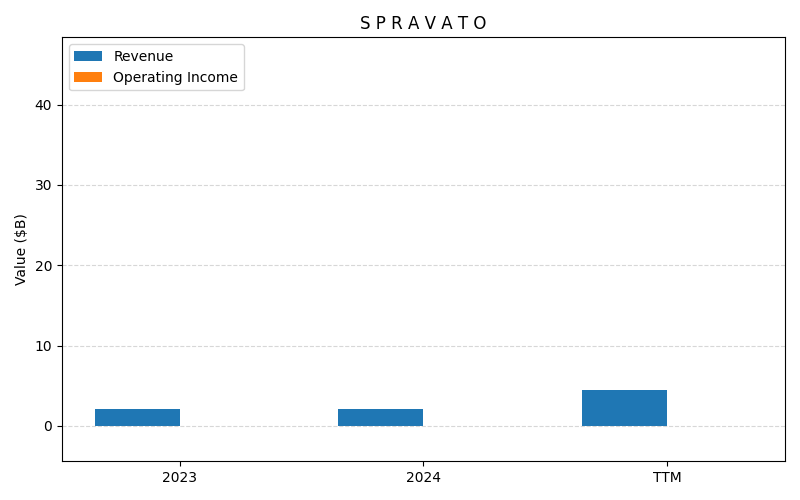 S P R A V A T O
Revenue
Operating Income
Value ($B)
40
30
20
10
0
2023
2024
TTM